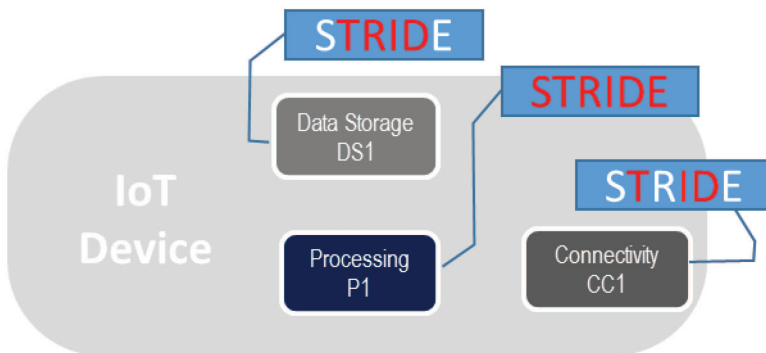 STRIDE
STRIDE
Data Storage
DS1
STRIDE
IoT
Device
Processing
P1
Connectivity
CC1